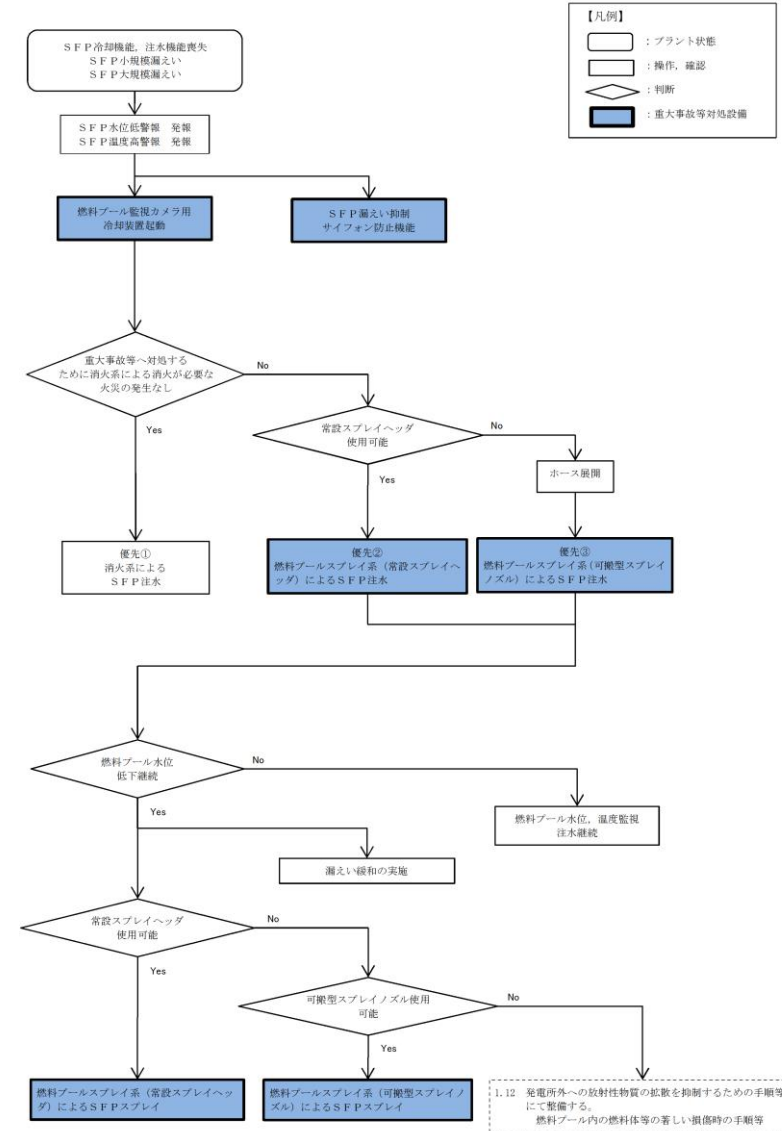 【凡例】
：プラント状態
：操作，確認
：判断
：重大事故等対処設備
ＳＦＰ冷却機能，注水機能喪失
ＳＦＰ小規模漏えい
ＳＦＰ大規模漏えい
ＳＦＰ水位低警報　発報
ＳＦＰ温度高警報　発報
燃料プール監視カメラ用
冷却装置起動
ＳＦＰ漏えい抑制
サイフォン防止機能
重大事故等へ対処する
ために消火系による消火が必要な
火災の発生なし
No
Yes
常設スプレイヘッダ
使用可能
No
Yes
ホース展開
優先①
消火系による
ＳＦＰ注水
優先②
燃料プールスプレイ系（常設スプレイヘ
ッダ）によるＳＦＰ注水
優先③
燃料プールスプレイ系（可搬型スプレイ
ノズル）によるＳＦＰ注水
燃料プール水位
低下継続
No
Yes
燃料プール水位，温度監視
注水継続
漏えい緩和の実施
常設スプレイヘッダ
使用可能
No
Yes
可搬型スプレイノズル使用
可能
No
Yes
燃料プールスプレイ系（常設スプレイヘッ
ダ）によるＳＦＰスプレイ
燃料プールスプレイ系（可搬型スプレイノ
ズル）によるＳＦＰスプレイ
1.12　発電所外への放射性物質の拡散を抑制するための手順等
にて整備する。
燃料プール内の燃料体等の著しい損傷時の手順等